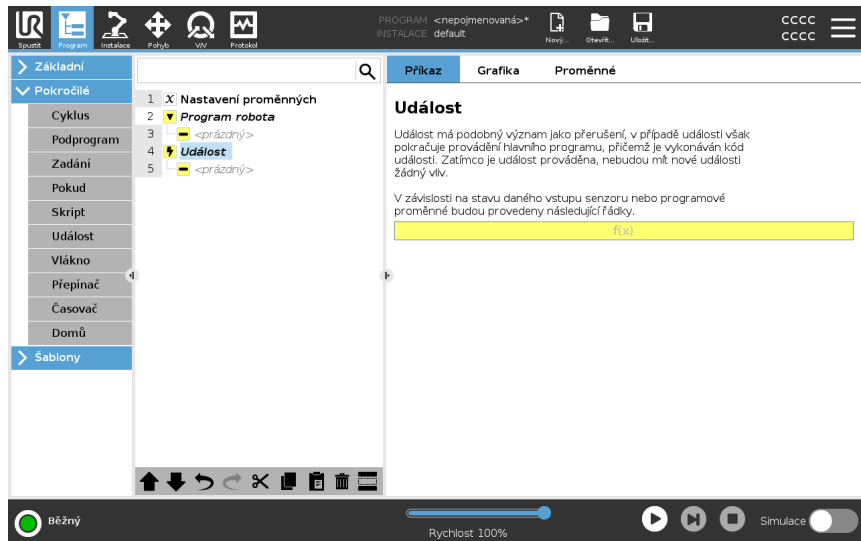 PROGRAM <nepojmenovaná>*
INSTALACE default
CCCC
CCCC
Spustit
Program
Instalace
Pohyb
V/V
Protokol
Nový...
Otevřít...
Uložit...
Základní
Pokročilé
Cyklus
Podprogram
Zadání
Pokud
Skript
Událost
Vlákno
Přepínač
Časovač
Domů
Šablony
1 X Nastavení proměnných
2 Program robota
3 <prázdný>
4 Událost
5 <prázdný>
Příkaz
Grafika
Proměnné
Událost
Událost má podobný význam jako přerušení, v případě události však
pokračuje provádění hlavního programu, přičemž je vykonáván kód
události. Zatímco je událost prováděna, nebudou mít nové události
žádný vliv.
V závislosti na stavu daného vstupu senzoru nebo programové
proměnné budou provedeny následující řádky.
f(x)
Běžný
Rychlost 100%
Simulace